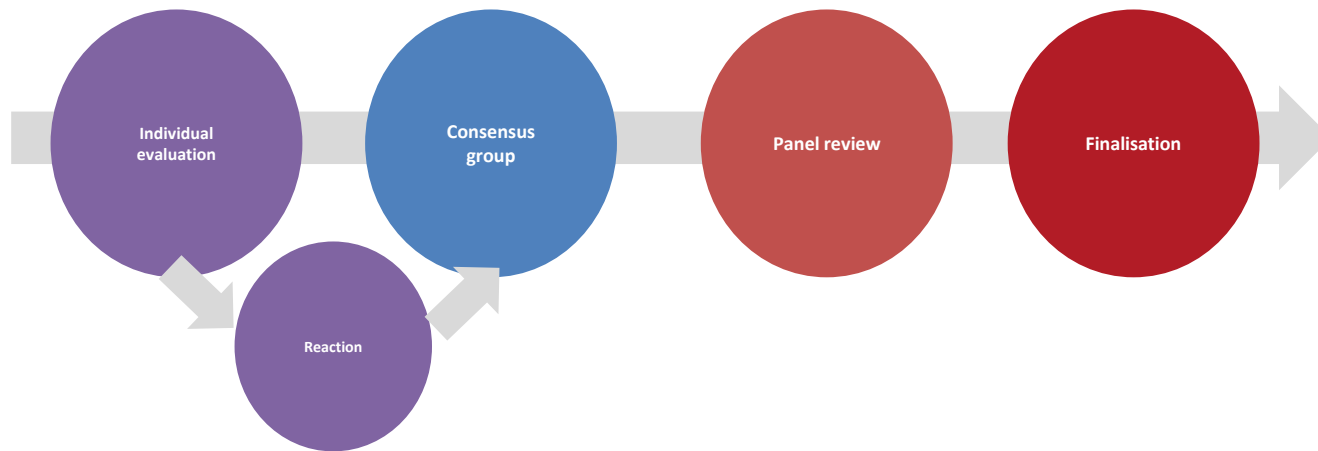 Individual
evaluation
Consensus
group
Panel review
Finalisation
Reaction